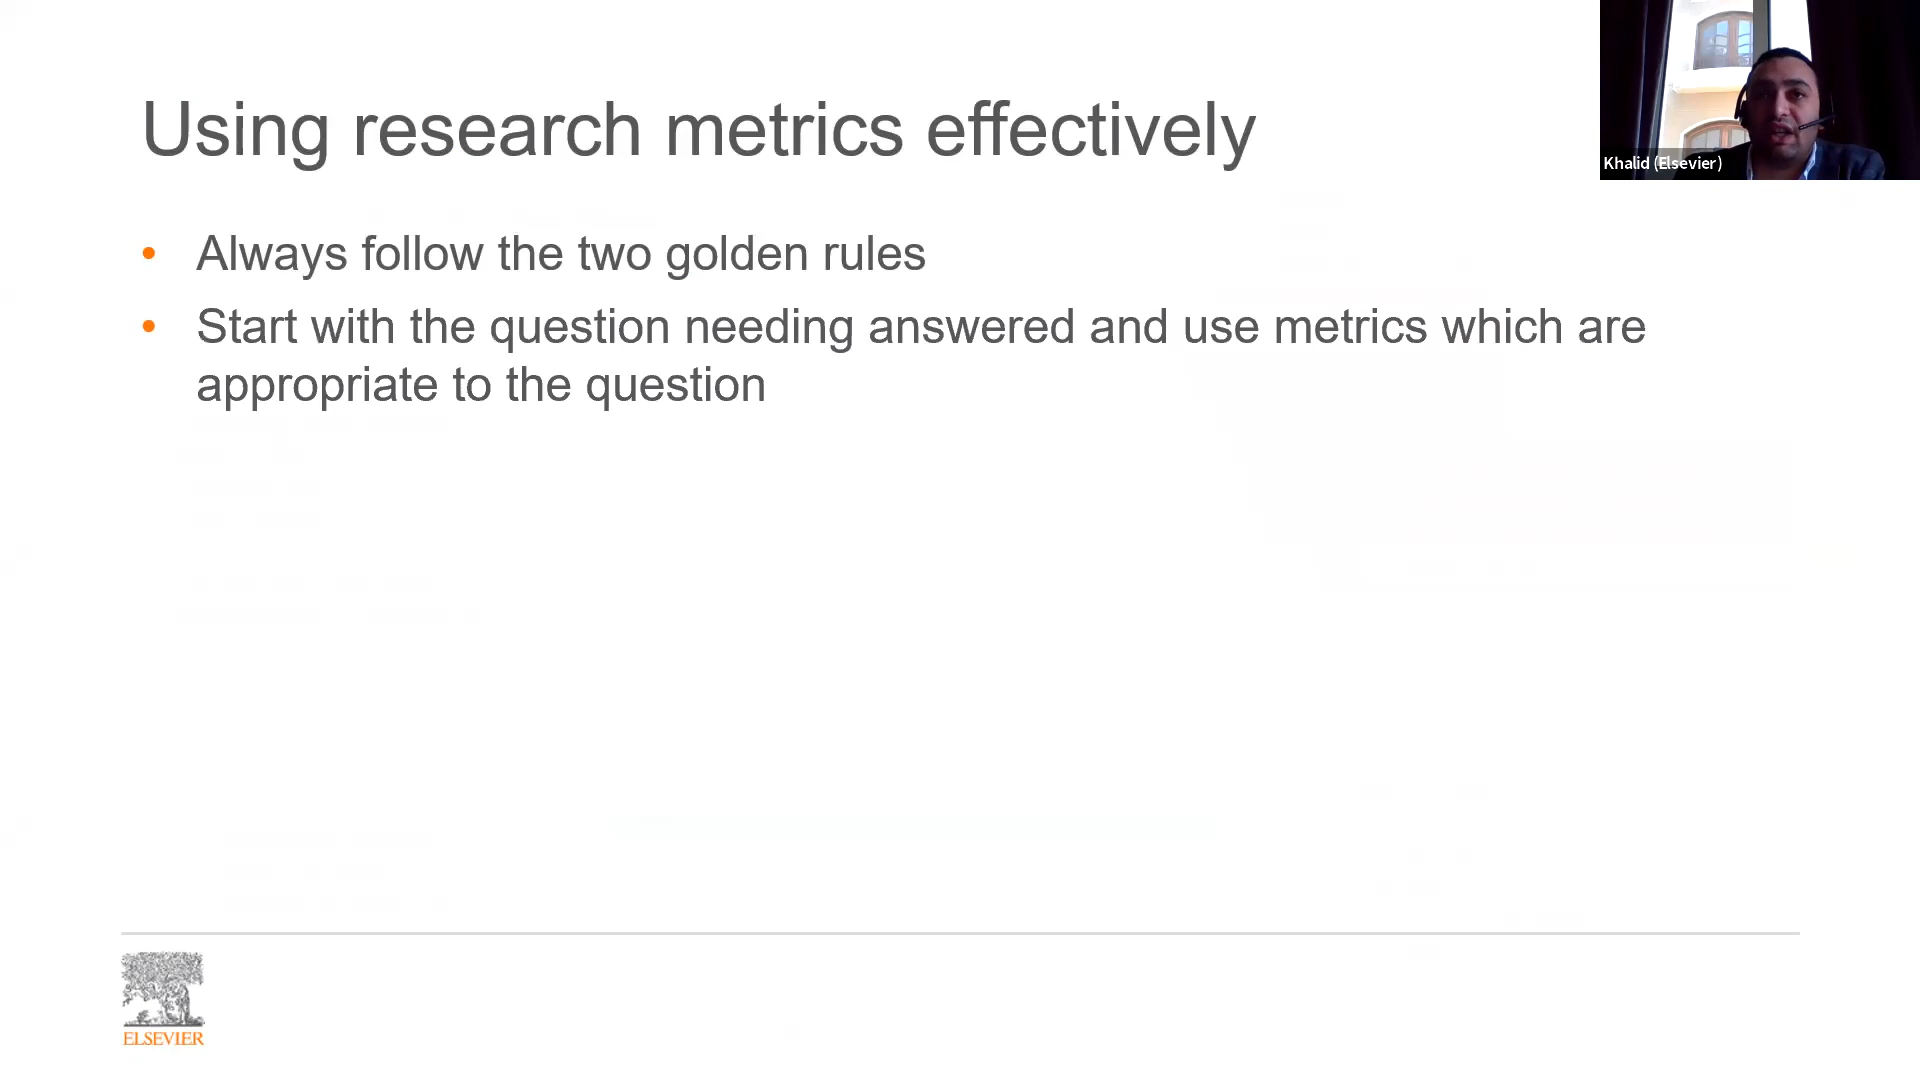 Using research metrics effectively
Khalid (Elsevier)
• Always follow the two golden rules
• Start with the question needing answered and use metrics which are
appropriate to the question
ELSEVIER